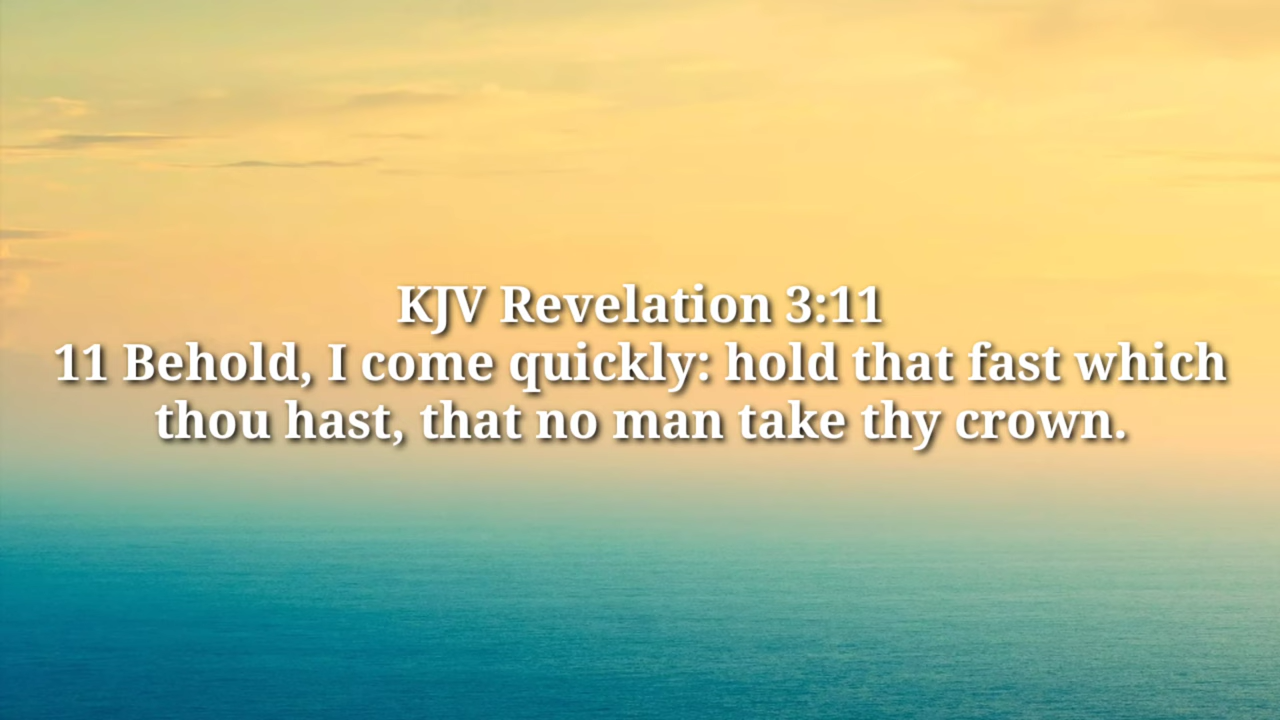 KJV Revelation 3:11
11 Behold, I come quickly: hold that fast which
thou hast, that no man take thy crown.